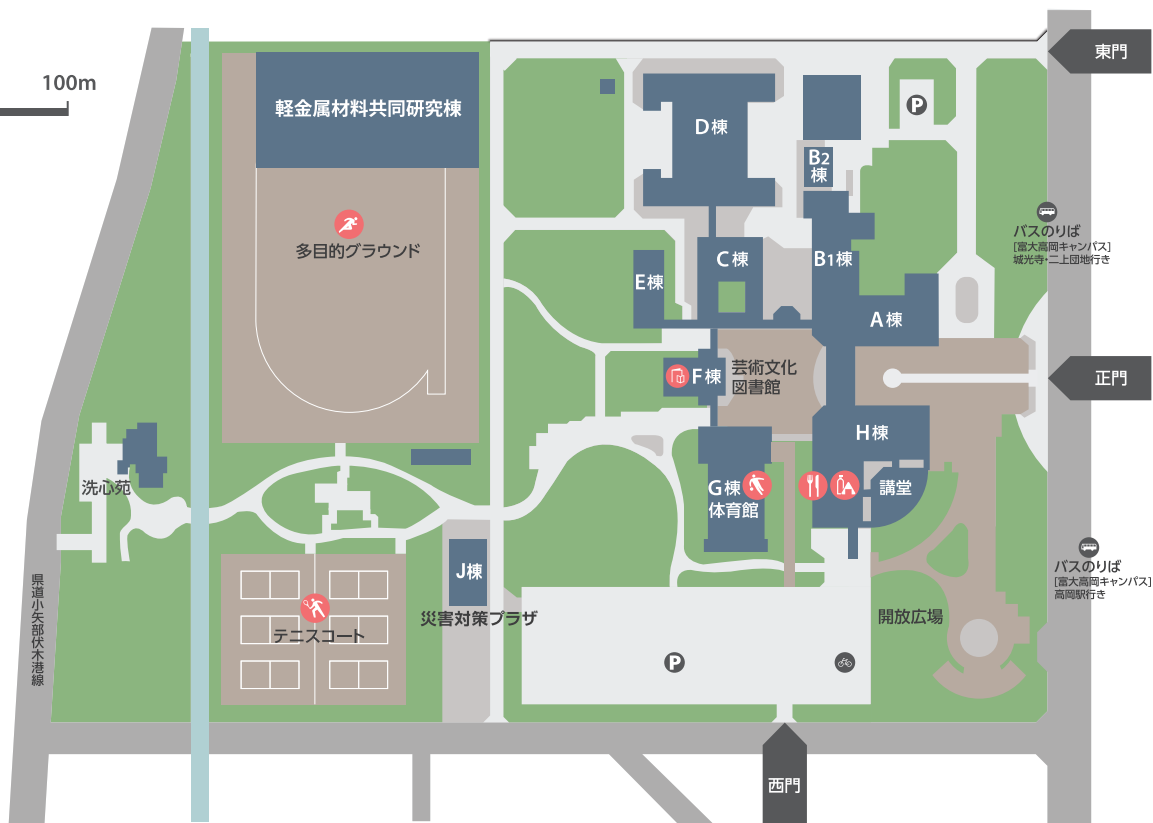 100m
東門
軽金属材料共同研究棟
P
D棟
B2
棟
多目的グラウンド
バスのりば
[富大高岡キャンパス]
城光寺・二上団地行き
C棟
B1棟
E棟
A棟
F棟
芸術文化
図書館
正門
H棟
洗心苑
G棟
体育館
講堂
J棟
災害対策プラザ
バスのりば
[富大高岡キャンパス]
高岡駅行き
県道小矢部伏木港線
テニスコート
開放広場
P
西門